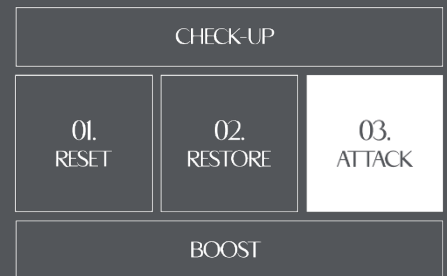 CHECK-UP
01.
RESET
02.
RESTORE
03.
ATTACK
BOOST